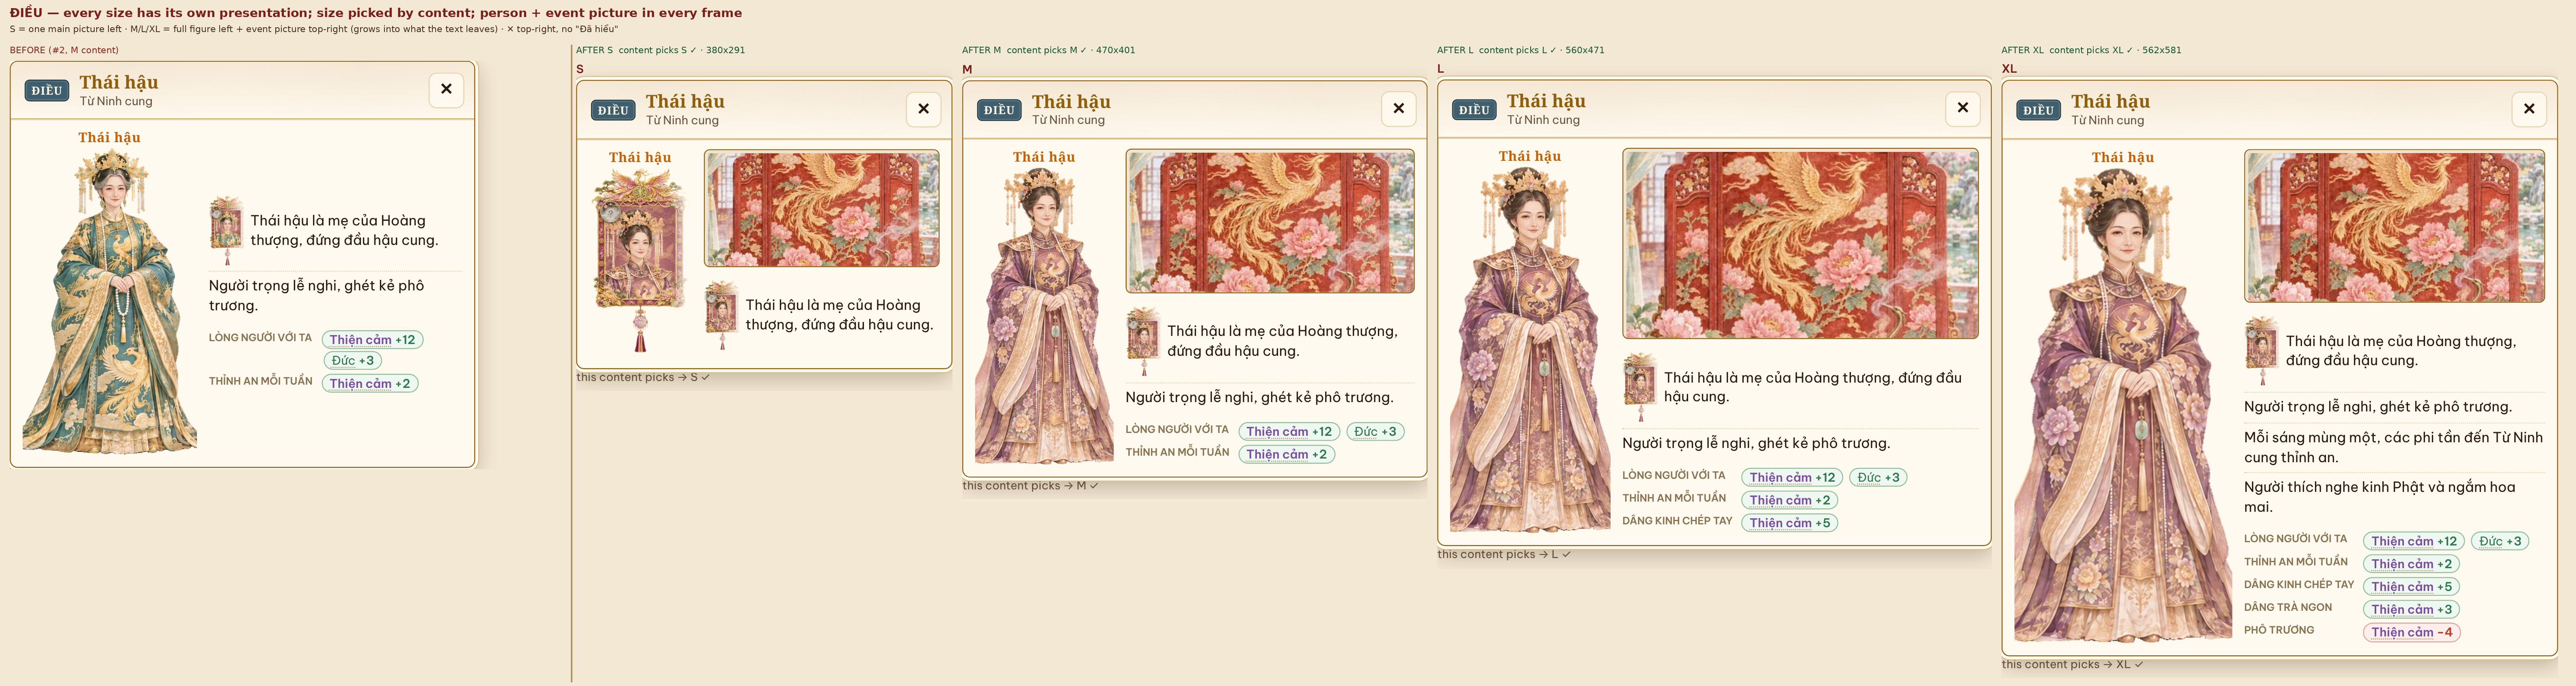 ĐIỀU — every size has its own presentation; size picked by content; person + event picture in every frame
S = one main picture left · M/L/XL = full figure left + event picture top-right (grows into what the text leaves) · ✕ top-right, no "Đã hiểu"
BEFORE (#2, M content)
ĐIỀU
Thái hậu
Từ Ninh cung
✕
Thái hậu
Thái hậu là mẹ của Hoàng
thượng, đứng đầu hậu cung.
Người trọng lễ nghi, ghét kẻ phô
trương.
LÒNG NGƯỜI VỚI TA Thiện cảm +12
Đức +3
THỈNH AN MỖI TUẦN Thiện cảm +2
AFTER S content picks S ✓ · 380x291
S
ĐIỀU
Thái hậu
Từ Ninh cung
✕
Thái hậu
Thái hậu là mẹ của Hoàng
thượng, đứng đầu hậu cung.
this content picks → S ✓
AFTER M content picks M ✓ · 470x401
M
ĐIỀU
Thái hậu
Từ Ninh cung
✕
Thái hậu
Thái hậu là mẹ của Hoàng thượng,
đứng đầu hậu cung.
Người trọng lễ nghi, ghét kẻ phô trương.
LÒNG NGƯỜI VỚI TA Thiện cảm +12 Đức +3
THỈNH AN MỖI TUẦN Thiện cảm +2
this content picks → M ✓
AFTER L content picks L ✓ · 560x471
L
ĐIỀU
Thái hậu
Từ Ninh cung
✕
Thái hậu
Thái hậu là mẹ của Hoàng thượng, đứng đầu
hậu cung.
Người trọng lễ nghi, ghét kẻ phô trương.
LÒNG NGƯỜI VỚI TA Thiện cảm +12 Đức +3
THỈNH AN MỖI TUẦN Thiện cảm +2
DÂNG KINH CHÉP TAY Thiện cảm +5
this content picks → L ✓
AFTER XL content picks XL ✓ · 562x581
XL
ĐIỀU
Thái hậu
Từ Ninh cung
✕
Thái hậu
Thái hậu là mẹ của Hoàng thượng,
đứng đầu hậu cung.
Người trọng lễ nghi, ghét kẻ phô trương.
Mỗi sáng mùng một, các phi tần đến Từ Ninh
cung thỉnh an.
Người thích nghe kinh Phật và ngắm hoa
mai.
LÒNG NGƯỜI VỚI TA Thiện cảm +12 Đức +3
THỈNH AN MỖI TUẦN Thiện cảm +2
DÂNG KINH CHÉP TAY Thiện cảm +5
DÂNG TRÀ NGON Thiện cảm +3
PHÔ TRƯƠNG Thiện cảm −4
this content picks → XL ✓